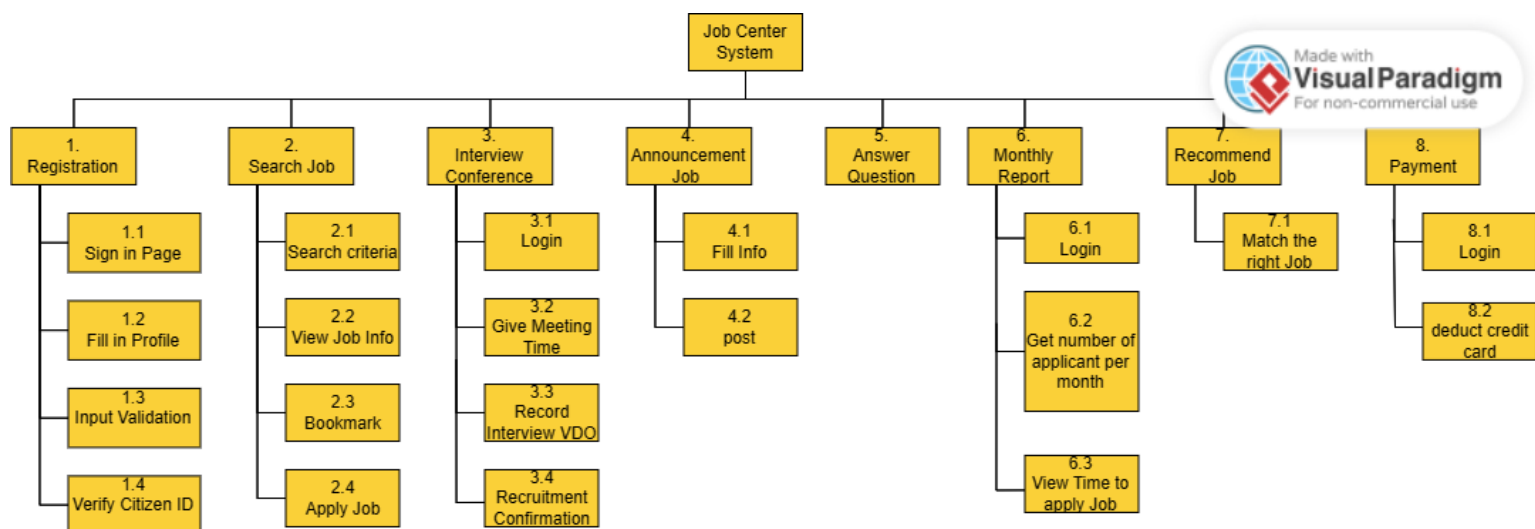 Job Center
System
Made with
Visual Paradigm
For non-commercial use
1.
Registration
2.
Search Job
3.
Interview
Conference
4.
Announcement
Job
5.
Answer
Question
6.
Monthly
Report
7.
Recommend
Job
8.
Payment
1.1
Sign in Page
1.2
Fill in Profile
1.3
Input Validation
1.4
Verify Citizen ID
2.1
Search criteria
2.2
View Job Info
2.3
Bookmark
2.4
Apply Job
3.1
Login
3.2
Give Meeting
Time
3.3
Record
Interview VDO
3.4
Recruitment
Confirmation
4.1
Fill Info
4.2
post
6.1
Login
6.2
Get number of
applicant per
month
6.3
View Time to
apply Job
7.1
Match the
right Job
8.1
Login
8.2
deduct credit
card